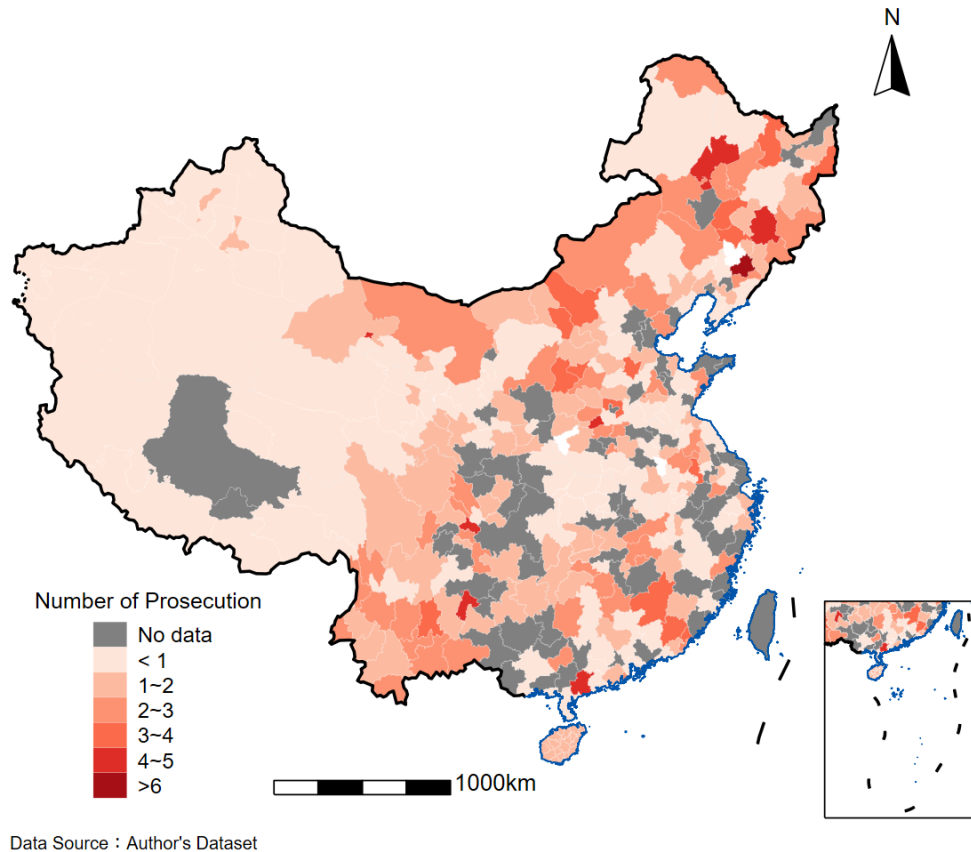 N
Number of Prosecution
No data
< 1
1~2
2~3
3~4
4~5
>6
1000km
Data Source：Author's Dataset